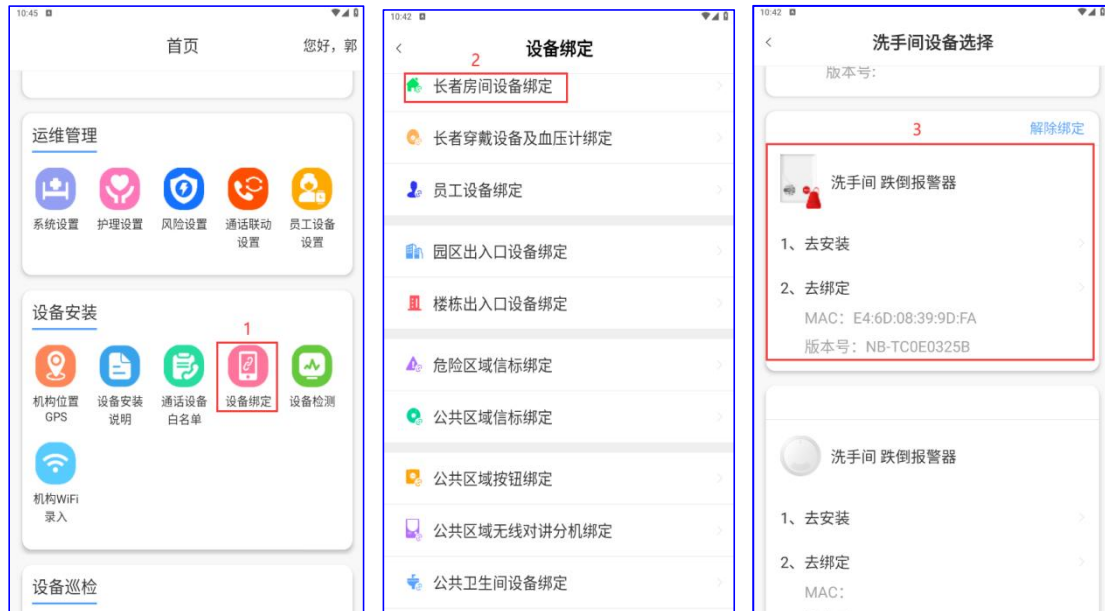 10:45
首页
您好，郭
运维管理
系统设置
护理设置
风险设置
通话联动
设置
员工设备
设置
设备安装
1
机构位置
GPS
设备安装
说明
通话设备
白名单
设备绑定
设备检测
机构WiFi
录入
设备巡检
10:42
设备绑定
2
长者房间设备绑定
长者穿戴设备及血压计绑定
员工设备绑定
园区出入口设备绑定
楼栋出入口设备绑定
危险区域信标绑定
公共区域信标绑定
公共区域按钮绑定
公共区域无线对讲分机绑定
公共卫生间设备绑定
10:42
洗手间设备选择
版本号:
3
解除绑定
洗手间 跌倒报警器
1、去安装
2、去绑定
MAC：E4:6D:08:39:9D:FA
版本号：NB-TC0E0325B
洗手间 跌倒报警器
1、去安装
2、去绑定
MAC：